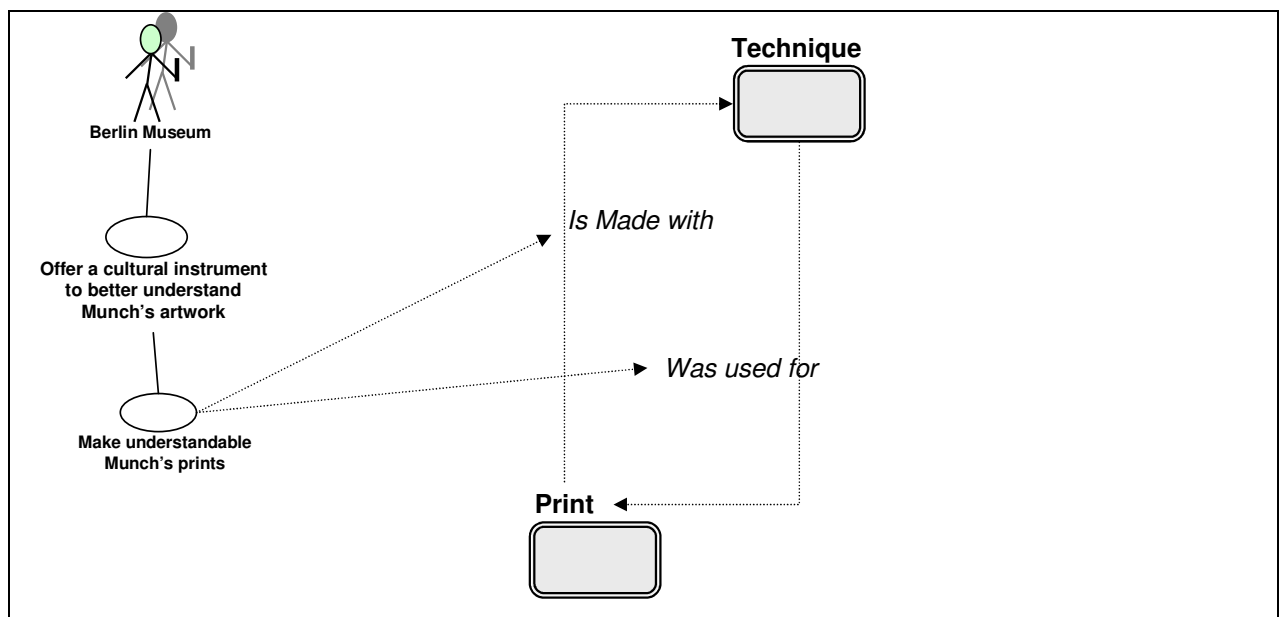 Technique
Berlin Museum
Is Made with
Offer a cultural instrument
to better understand
Munch's artwork
Was used for
Make understandable
Munch's prints
Print